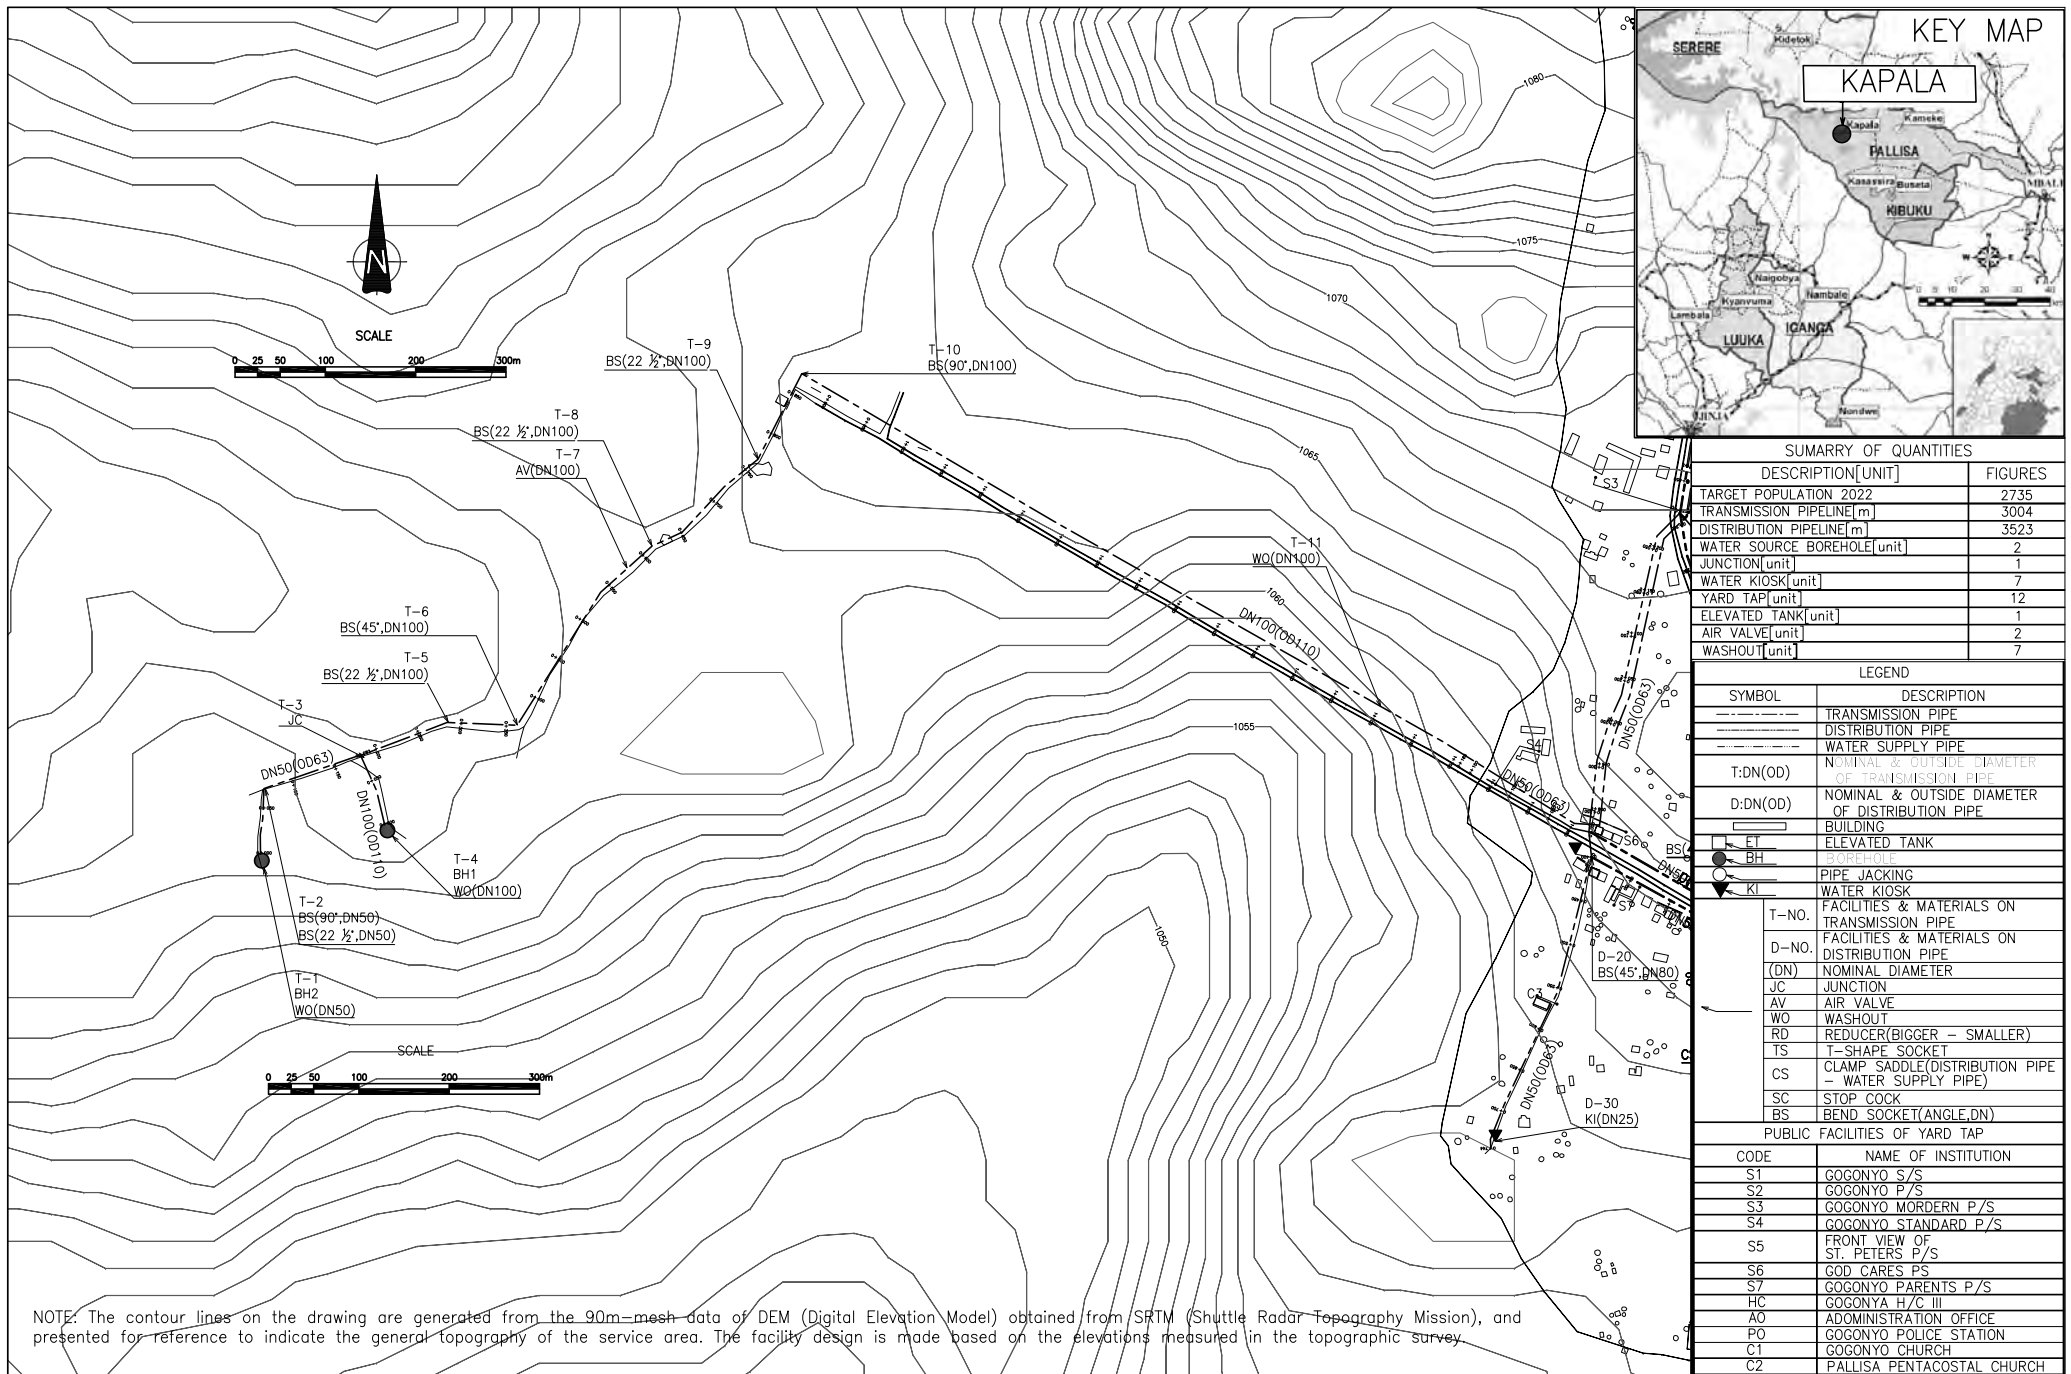 KEY MAP
SERERE
Kidetok
KAPALA
Kapala
Kameke
PALLISA
Kasassira
Buseta
KIBUKU
MBALE
Naigobya
Kyanvuma
Nambale
Lambala
IGANGA
LUUKA
JINJA
Nondwe
W
E
0 5 10 20 30 40
N
SCALE
0 25 50 100 200 300m
1080
1075
1070
1065
1060
1055
1050
T-9
BS(22 ½°,DN100)
T-10
BS(90°,DN100)
T-8
BS(22 ½°,DN100)
T-7
AV(DN100)
T-11
WO(DN100)
T-6
BS(45°,DN100)
T-5
BS(22 ½°,DN100)
T-3
JC
DN50(OD63)
DN100(OD110)
DN100(OD110)
DN50(OD63)
DN50(OD63)
S3
S4
S6
S7
T-4
BH1
WO(DN100)
T-2
BS(90°,DN50)
BS(22 ½°,DN50)
T-1
BH2
WO(DN50)
D-20
BS(45°,DN80)
C3
DN50(OD63)
D-30
KI(DN25)
SCALE
0 25 50 100 200 300m
SUMARRY OF QUANTITIES
DESCRIPTION[UNIT] FIGURES
TARGET POPULATION 2022 2735
TRANSMISSION PIPELINE[m] 3004
DISTRIBUTION PIPELINE[m] 3523
WATER SOURCE BOREHOLE[unit] 2
JUNCTION[unit] 1
WATER KIOSK[unit] 7
YARD TAP[unit] 12
ELEVATED TANK[unit] 1
AIR VALVE[unit] 2
WASHOUT[unit] 7
LEGEND
SYMBOL DESCRIPTION
TRANSMISSION PIPE
DISTRIBUTION PIPE
WATER SUPPLY PIPE
T:DN(OD) NOMINAL & OUTSIDE DIAMETER
OF TRANSMISSION PIPE
D:DN(OD) NOMINAL & OUTSIDE DIAMETER
OF DISTRIBUTION PIPE
BUILDING
ET ELEVATED TANK
BH BOREHOLE
PIPE JACKING
KI WATER KIOSK
T-NO. FACILITIES & MATERIALS ON
TRANSMISSION PIPE
D-NO. FACILITIES & MATERIALS ON
DISTRIBUTION PIPE
(DN) NOMINAL DIAMETER
JC JUNCTION
AV AIR VALVE
WO WASHOUT
RD REDUCER(BIGGER - SMALLER)
TS T-SHAPE SOCKET
CS CLAMP SADDLE(DISTRIBUTION PIPE
- WATER SUPPLY PIPE)
SC STOP COCK
BS BEND SOCKET(ANGLE,DN)
PUBLIC FACILITIES OF YARD TAP
CODE NAME OF INSTITUTION
S1 GOGONYO S/S
S2 GOGONYO P/S
S3 GOGONYO MORDERN P/S
S4 GOGONYO STANDARD P/S
S5 FRONT VIEW OF
ST. PETERS P/S
S6 GOD CARES PS
S7 GOGONYO PARENTS P/S
HC GOGONYA H/C III
AO ADOMINISTRATION OFFICE
PO GOGONYO POLICE STATION
C1 GOGONYO CHURCH
C2 PALLISA PENTACOSTAL CHURCH
NOTE: The contour lines on the drawing are generated from the 90m-mesh data of DEM (Digital Elevation Model) obtained from SRTM (Shuttle Radar Topography Mission), and
presented for reference to indicate the general topography of the service area. The facility design is made based on the elevations measured in the topographic survey.